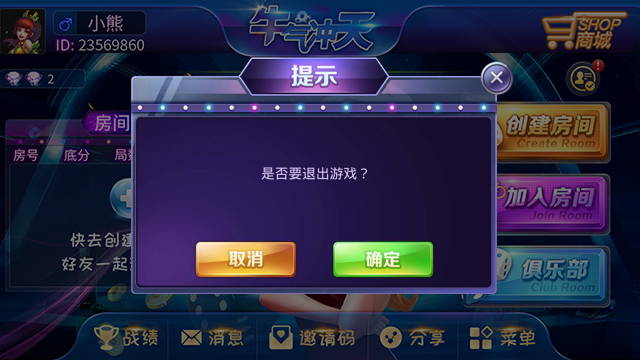 小熊
ID: 23569860
牛气冲天
SHOP
商城
2
提示
房间
房号 底分 局数
是否要退出游戏？
取消
确定
创建房间
Create Room
加入房间
Join Room
俱乐部
Club Room
快去创建
好友一起
战绩 消息 邀请码 分享 菜单